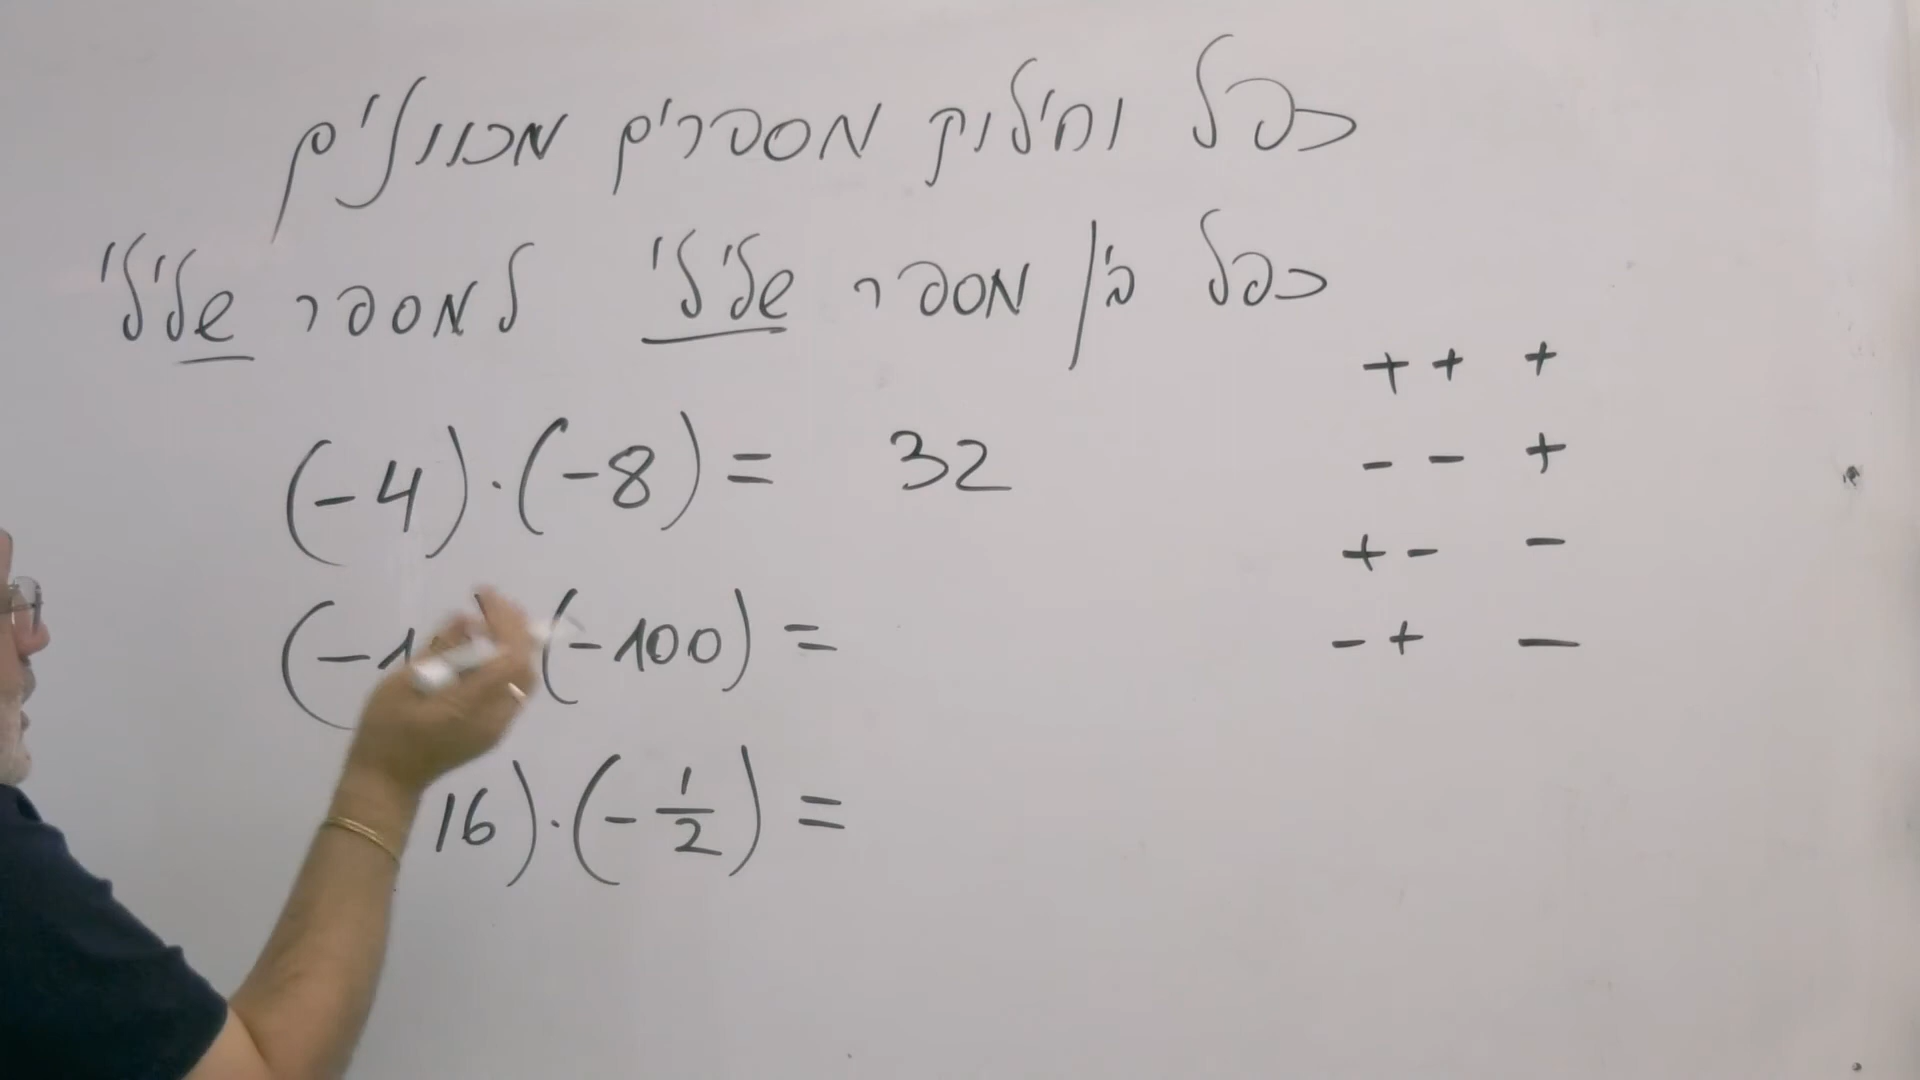 כפל וחילוק מספרים מכוונים
כפל בין מספר שלילי למספר שלילי
+ + +
(-4)·(-8)= 32
- - +
+ - -
(-100)=
- + -
16)·(-1/2)=